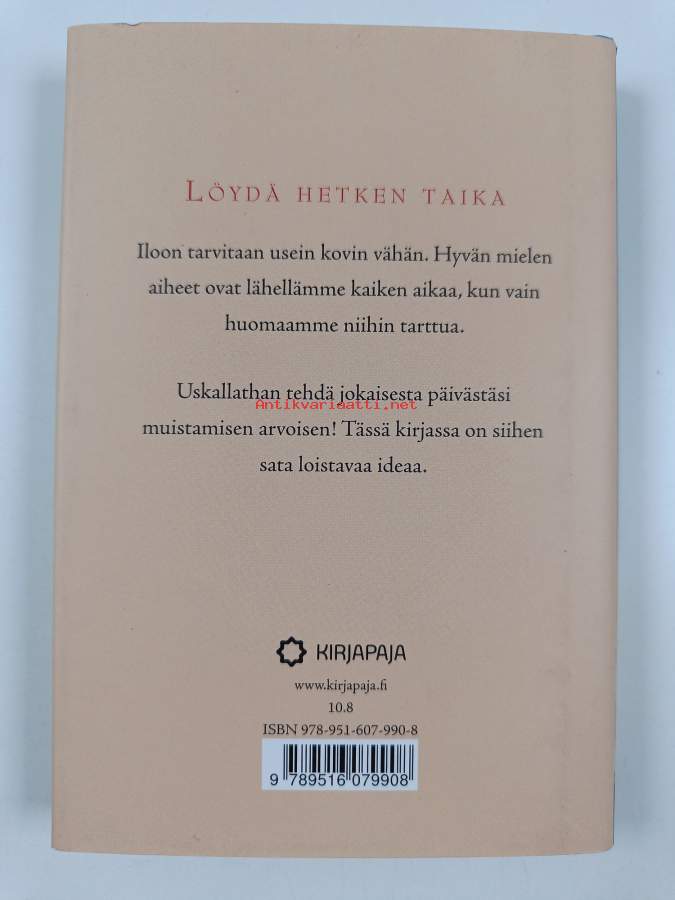 LÖYDÄ HETKEN TAIKA
Iloon tarvitaan usein kovin vähän. Hyvän mielen
aiheet ovat lähellämme kaiken aikaa, kun vain
huomaamme niihin tarttua.
Uskallathan tehdä jokaisesta päivästäsi
Antikvariaatti.net
muistamisen arvoisen! Tässä kirjassa on siihen
sata loistavaa ideaa.
KIRJAPAJA
www.kirjapaja.fi
10.8
ISBN 978-951-607-990-8
9 789516 079908